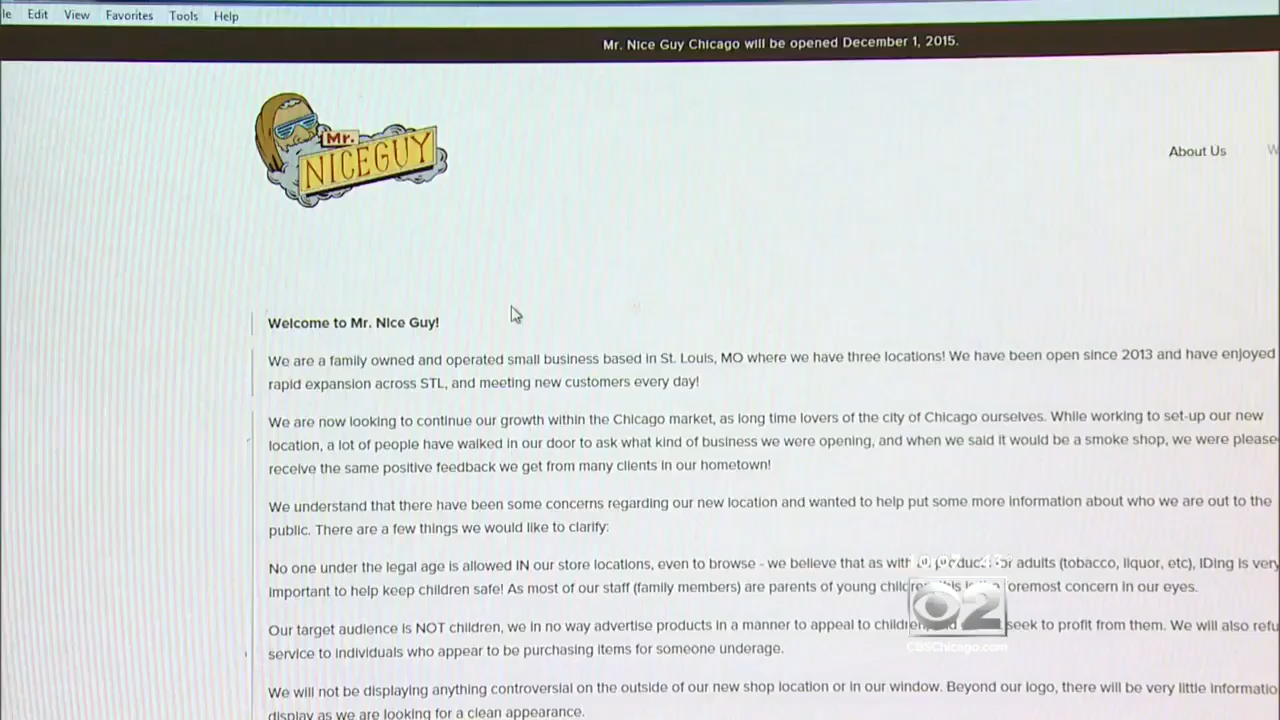 le Edit View Favorites Tools Help
Mr. Nice Guy Chicago will be opened December 1, 2015.
Mr.
NICEGUY
About Us
Welcome to Mr. Nice Guy!
We are a family owned and operated small business based in St. Louis, MO where we have three locations! We have been open since 2013 and have enjoyed
rapid expansion across STL, and meeting new customers every day!
We are now looking to continue our growth within the Chicago market, as long time lovers of the city of Chicago ourselves. While working to set-up our new
location, a lot of people have walked in our door to ask what kind of business we were opening, and when we said it would be a smoke shop, we were please
receive the same positive feedback we get from many clients in our hometown!
We understand that there have been some concerns regarding our new location and wanted to help put some more information about who we are out to the
public. There are a few things we would like to clarify:
No one under the legal age is allowed IN our store locations, even to browse - we believe that as with adults (tobacco, liquor, etc), IDing is very
important to help keep children safe! As most of our staff (family members) are parents of young foremost concern in our eyes.
Our target audience is NOT children, we in no way advertise products in a manner to appeal to children, seek to profit from them. We will also refu
service to individuals who appear to be purchasing items for someone underage.
2
CBSChicago.com
We will not be displaying anything controversial on the outside of our new shop location or in our window. Beyond our logo, there will be very little informatio
display as we are looking for a clean appearance.